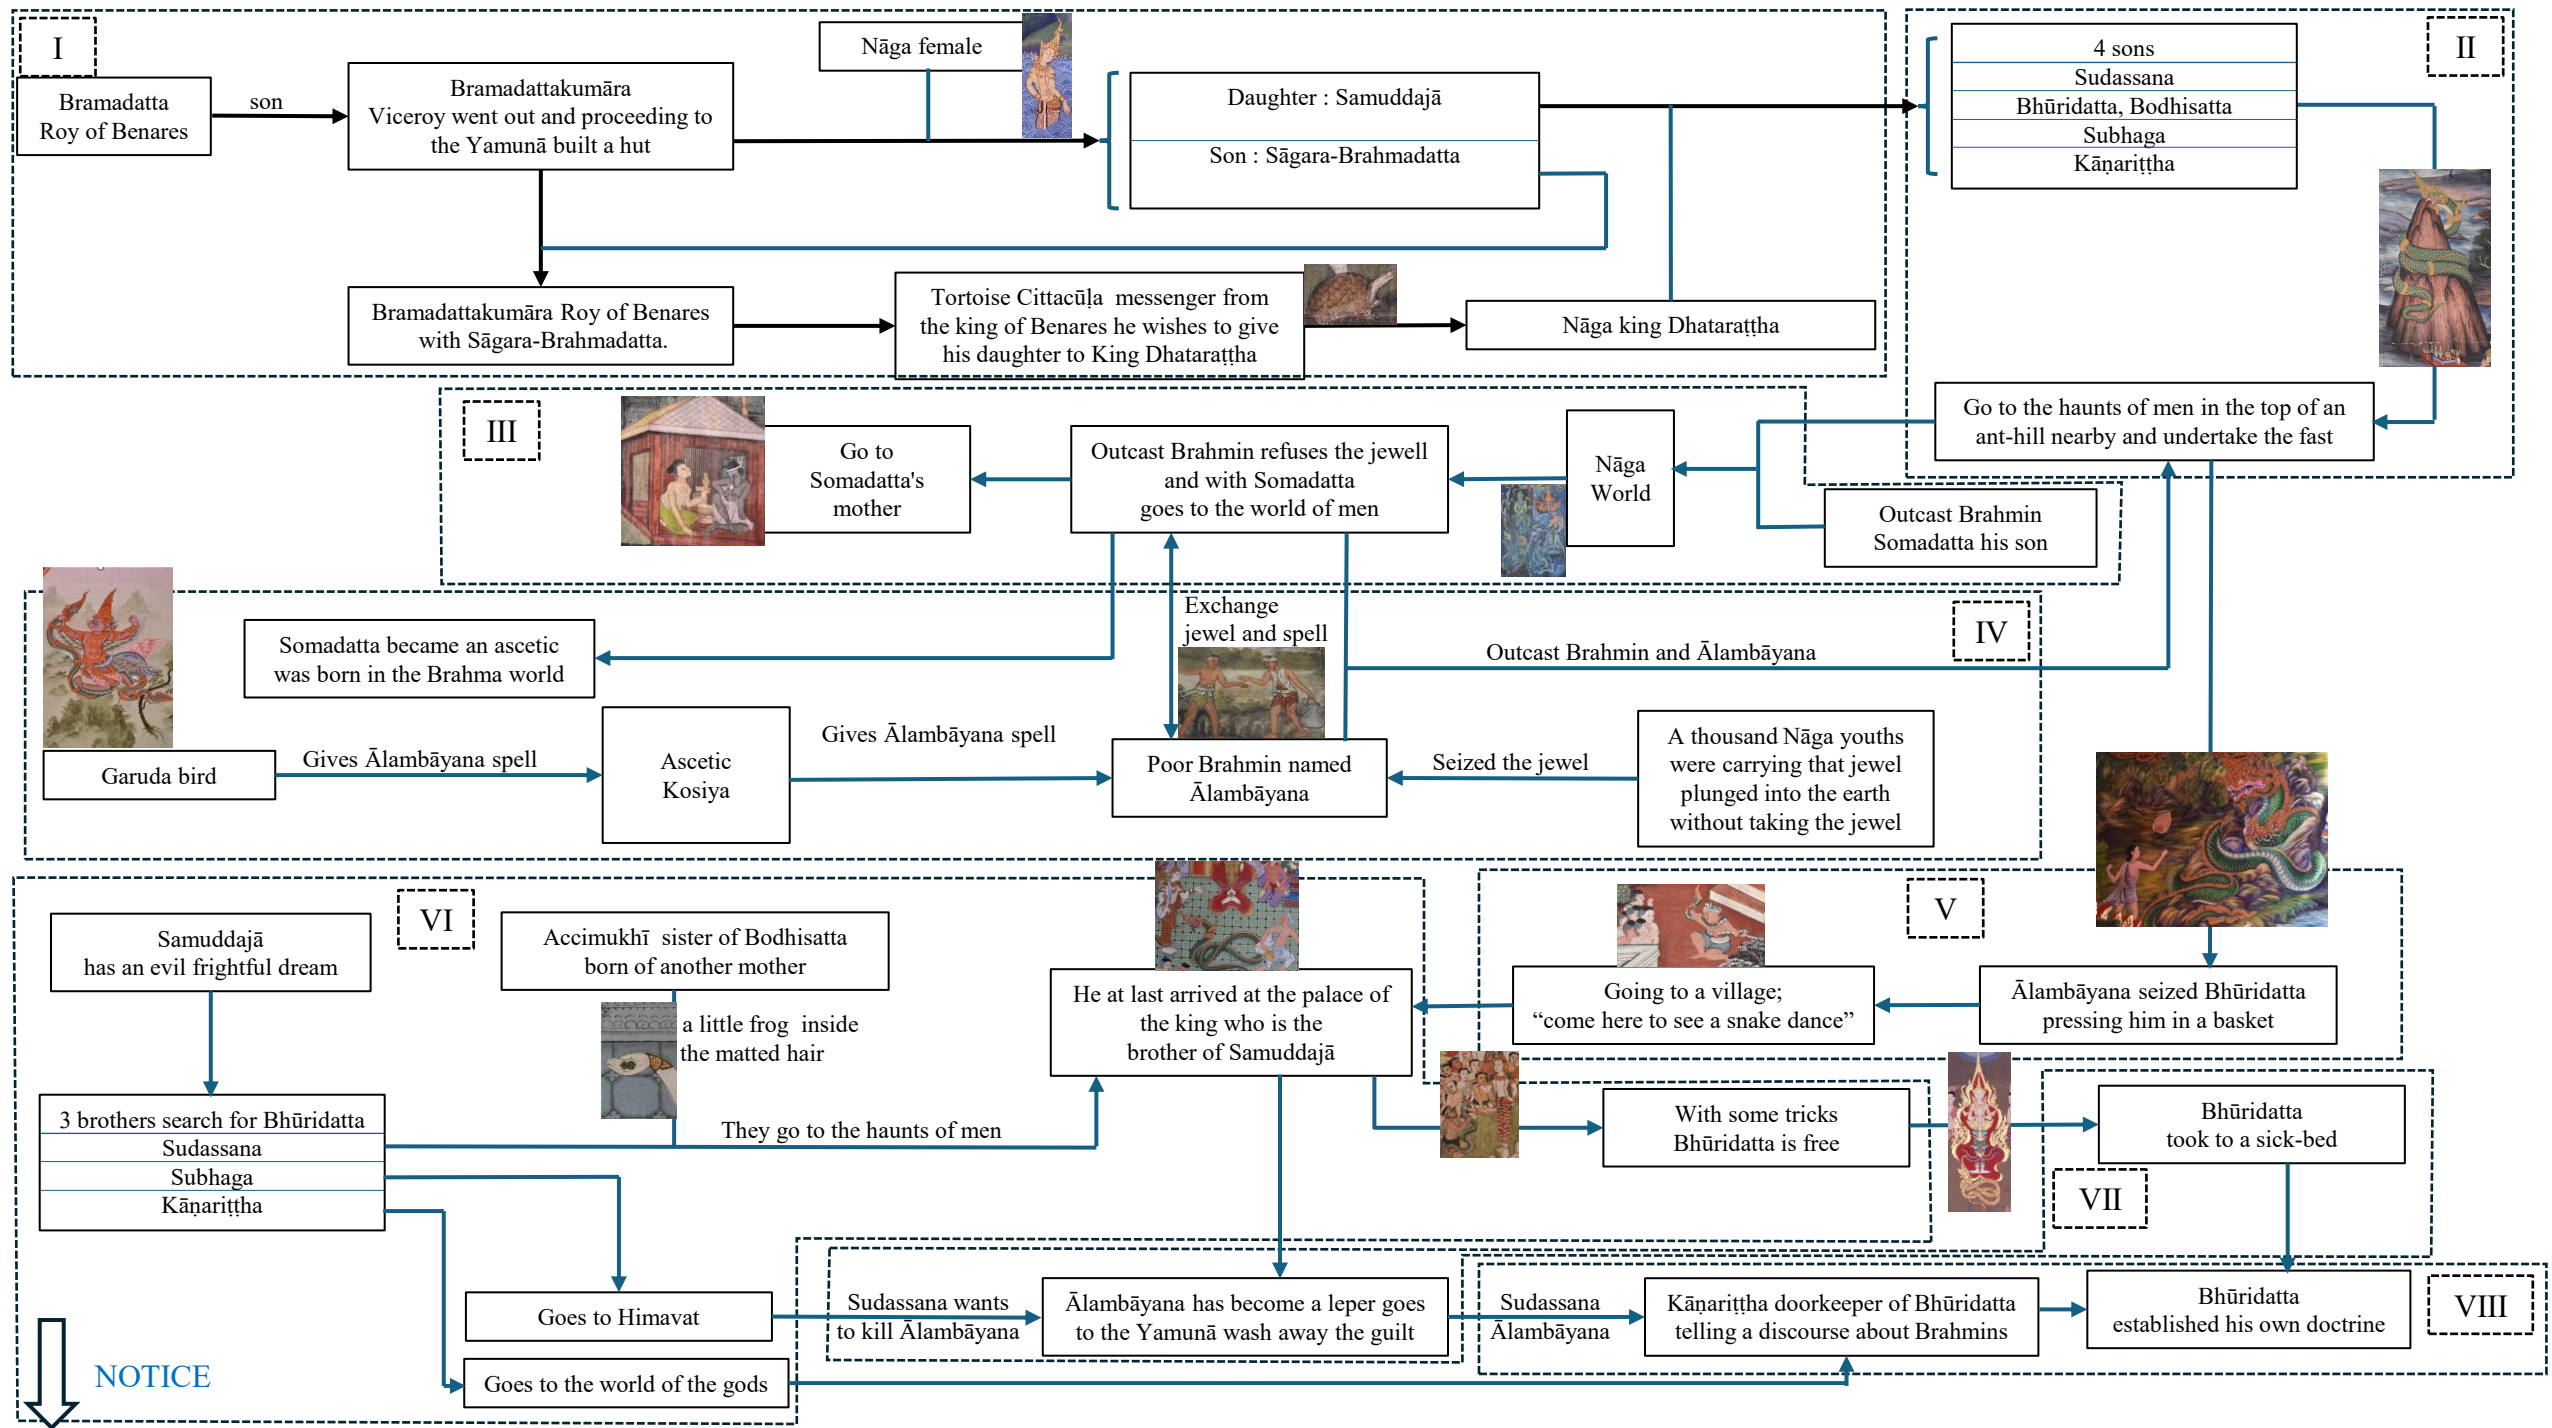 I
Bramadatta
Roy of Benares
son
Bramadattakumāra
Viceroy went out and proceeding to
the Yamunā built a hut
Nāga female
Daughter : Samuddajā
Son : Sāgara-Brahmadatta
Bramadattakumāra Roy of Benares
with Sāgara-Brahmadatta.
Tortoise Cittacūḷa messenger from
the king of Benares he wishes to give
his daughter to King Dhataraṭṭha
Nāga king Dhataraṭṭha
II
4 sons
Sudassana
Bhūridatta, Bodhisatta
Subhaga
Kāṇariṭṭha
Go to the haunts of men in the top of an
ant-hill nearby and undertake the fast
III
Go to
Somadatta's
mother
Outcast Brahmin refuses the jewell
and with Somadatta
goes to the world of men
Nāga
World
Outcast Brahmin
Somadatta his son
IV
Somadatta became an ascetic
was born in the Brahma world
Exchange
jewel and spell
Outcast Brahmin and Ālambāyana
Garuda bird
Gives Ālambāyana spell
Ascetic
Kosiya
Gives Ālambāyana spell
Poor Brahmin named
Ālambāyana
Seized the jewel
A thousand Nāga youths
were carrying that jewel
plunged into the earth
without taking the jewel
V
Ālambāyana seized Bhūridatta
pressing him in a basket
Going to a village;
“come here to see a snake dance”
VI
Samuddajā
has an evil frightful dream
Accimukhī sister of Bodhisatta
born of another mother
a little frog inside
the matted hair
He at last arrived at the palace of
the king who is the
brother of Samuddajā
3 brothers search for Bhūridatta
Sudassana
Subhaga
Kāṇariṭṭha
They go to the haunts of men
With some tricks
Bhūridatta is free
Bhūridatta
took to a sick-bed
VII
Goes to Himavat
Sudassana wants
to kill Ālambāyana
Ālambāyana has become a leper goes
to the Yamunā wash away the guilt
Sudassana
Ālambāyana
Kāṇariṭṭha doorkeeper of Bhūridatta
telling a discourse about Brahmins
Bhūridatta
established his own doctrine
VIII
Goes to the world of the gods
NOTICE